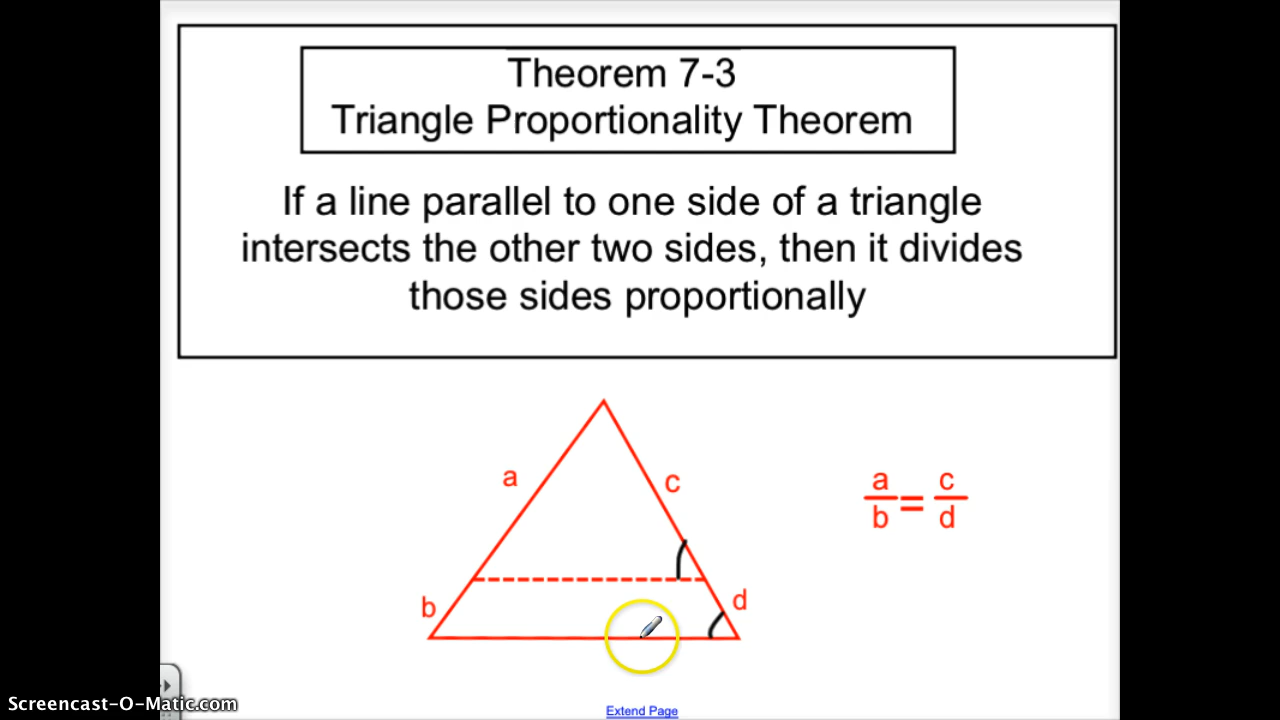 Theorem 7-3
Triangle Proportionality Theorem
If a line parallel to one side of a triangle
intersects the other two sides, then it divides
those sides proportionally
a
c
b
d
a
b
=
c
d
Screencast-O-Matic.com
Extend Page